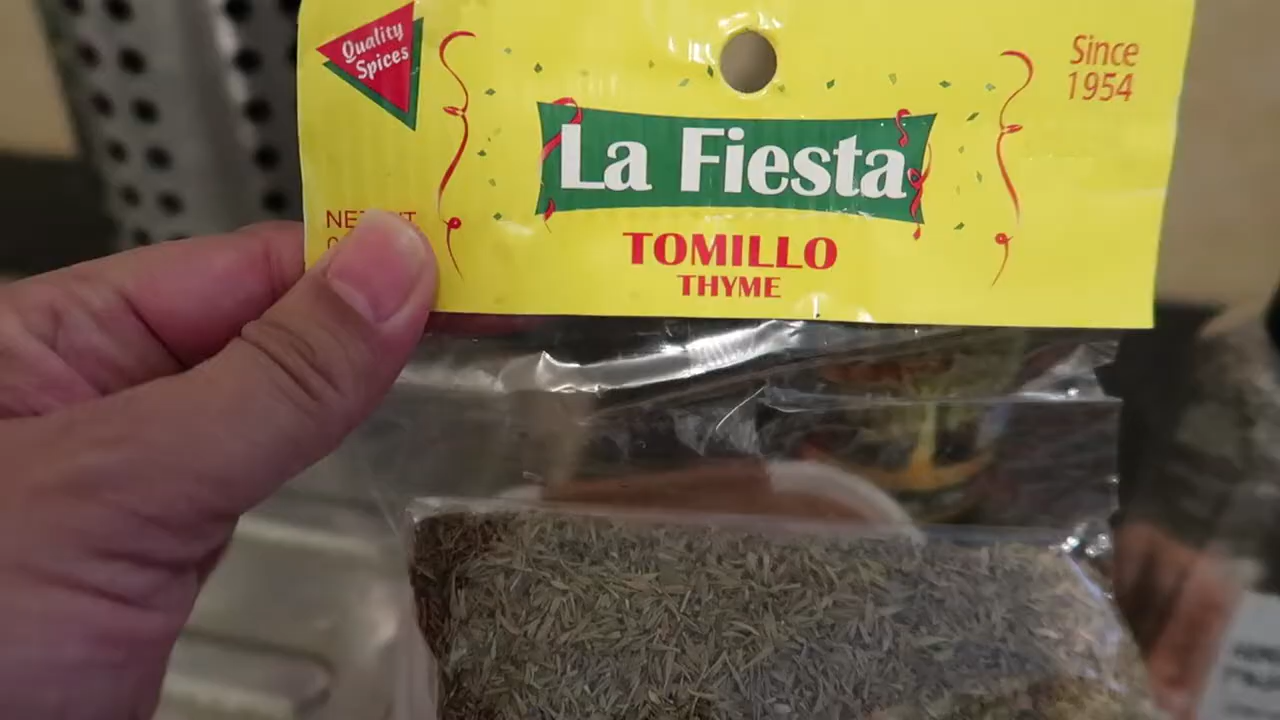 Quality
Spices
Since
1954
La Fiesta
TOMILLO
THYME